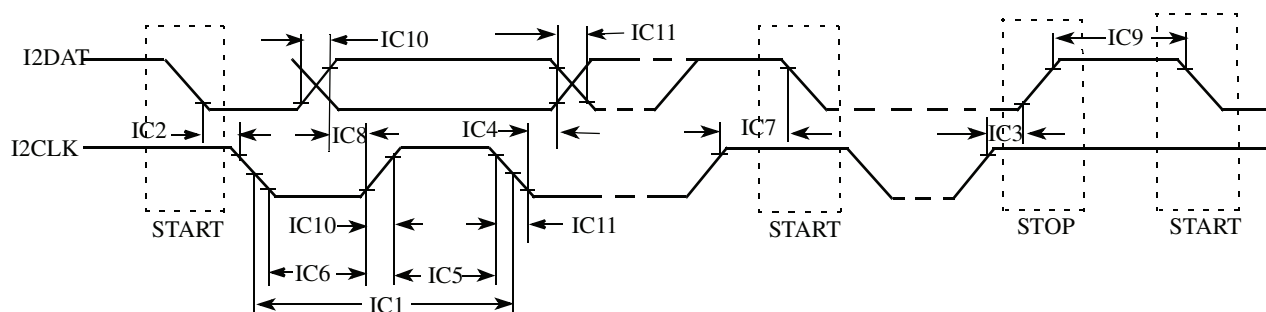 IC10 IC11 IC9
I2DAT
IC2 IC8 IC4 IC7 IC3
I2CLK
START IC10 IC11 START STOP START
IC6 IC5
IC1